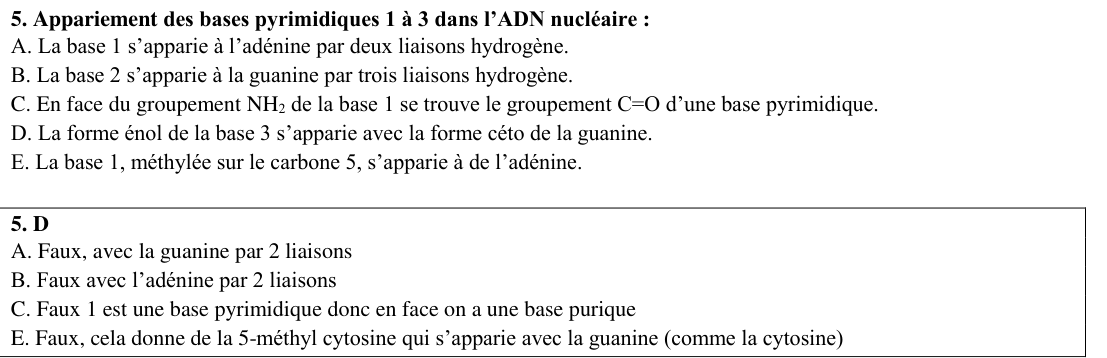 5. Appariement des bases pyrimidiques 1 à 3 dans l’ADN nucléaire :
A. La base 1 s’apparie à l’adénine par deux liaisons hydrogène.
B. La base 2 s’apparie à la guanine par trois liaisons hydrogène.
C. En face du groupement NH₂ de la base 1 se trouve le groupement C=O d’une base pyrimidique.
D. La forme énol de la base 3 s’apparie avec la forme céto de la guanine.
E. La base 1, méthylée sur le carbone 5, s’apparie à de l’adénine.
5. D
A. Faux, avec la guanine par 2 liaisons
B. Faux avec l’adénine par 2 liaisons
C. Faux 1 est une base pyrimidique donc en face on a une base purique
E. Faux, cela donne de la 5-méthyl cytosine qui s’apparie avec la guanine (comme la cytosine)